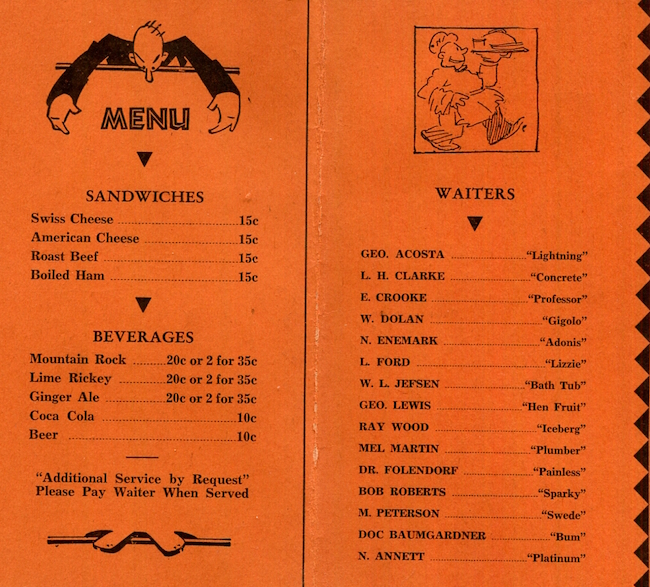 MENU
SANDWICHES
Swiss Cheese ........ 15c
American Cheese ........ 15c
Roast Beef ........ 15c
Boiled Ham ........ 15c
BEVERAGES
Mountain Rock ........ 20c or 2 for 35c
Lime Rickey ........ 20c or 2 for 35c
Ginger Ale ........ 20c or 2 for 35c
Coca Cola ........ 10c
Beer ........ 10c
"Additional Service by Request"
Please Pay Waiter When Served
WAITERS
GEO. ACOSTA ........ "Lightning"
L. H. CLARKE ........ "Concrete"
E. CROOKE ........ "Professor"
W. DOLAN ........ "Gigolo"
N. ENEMARK ........ "Adonis"
L. FORD ........ "Lizzie"
W. L. JEFSEN ........ "Bath Tub"
GEO. LEWIS ........ "Hen Fruit"
RAY WOOD ........ "Iceberg"
MEL MARTIN ........ "Plumber"
DR. FOLENDORF ........ "Painless"
BOB ROBERTS ........ "Sparky"
M. PETERSON ........ "Swede"
DOC BAUMGARDNER ........ "Bum"
N. ANNETT ........ "Platinum"